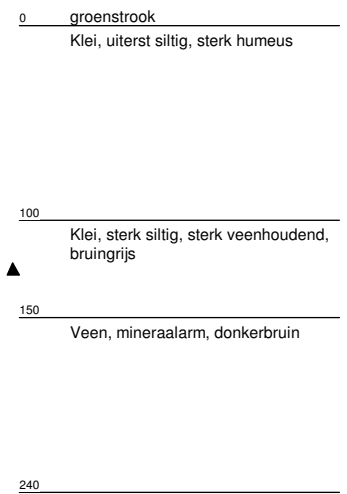 0 groenstrook
Klei, uiterst siltig, sterk humeus
100
Klei, sterk siltig, sterk veenhoudend,
bruingrijs
150
Veen, mineraalarm, donkerbruin
240